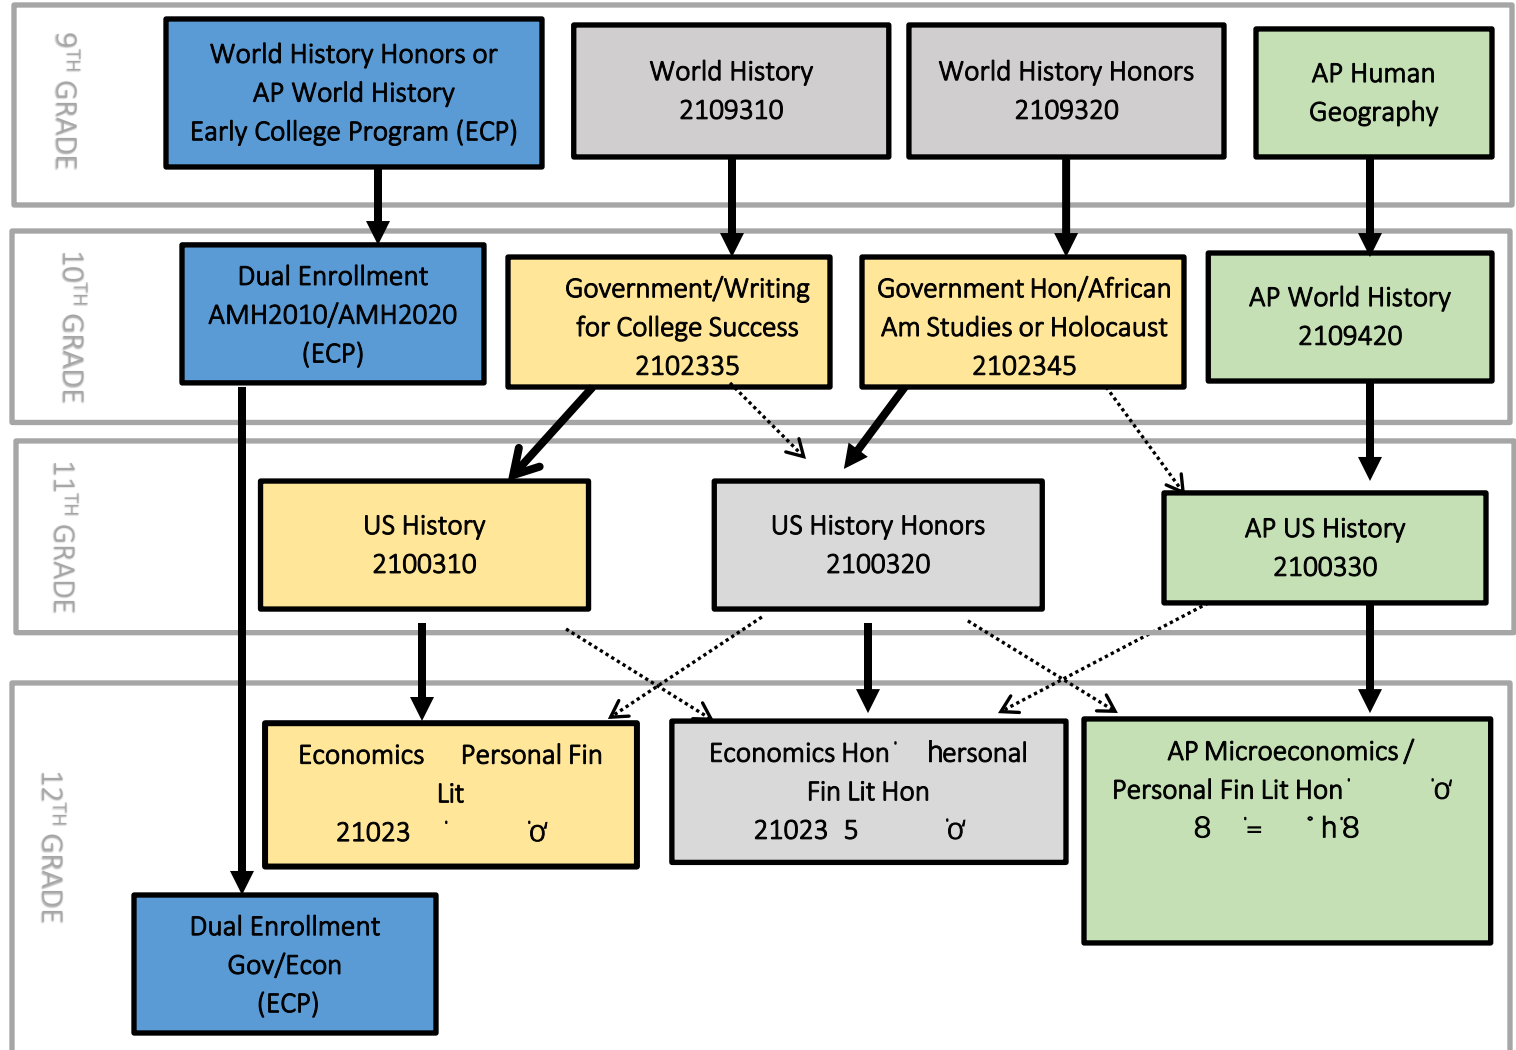 9TH GRADE
World History Honors or
AP World History
Early College Program (ECP)
World History
2109310
World History Honors
2109320
AP Human
Geography
10TH GRADE
Dual Enrollment
AMH2010/AMH2020
(ECP)
Government/Writing
for College Success
2102335
Government Hon/African
Am Studies or Holocaust
2102345
AP World History
2109420
11TH GRADE
US History
2100310
US History Honors
2100320
AP US History
2100330
12TH GRADE
Economics Personal Fin
Lit
21023
Economics Hon hersonal
Fin Lit Hon
21023 5
AP Microeconomics /
Personal Fin Lit Hon
8 = h 8
Dual Enrollment
Gov/Econ
(ECP)